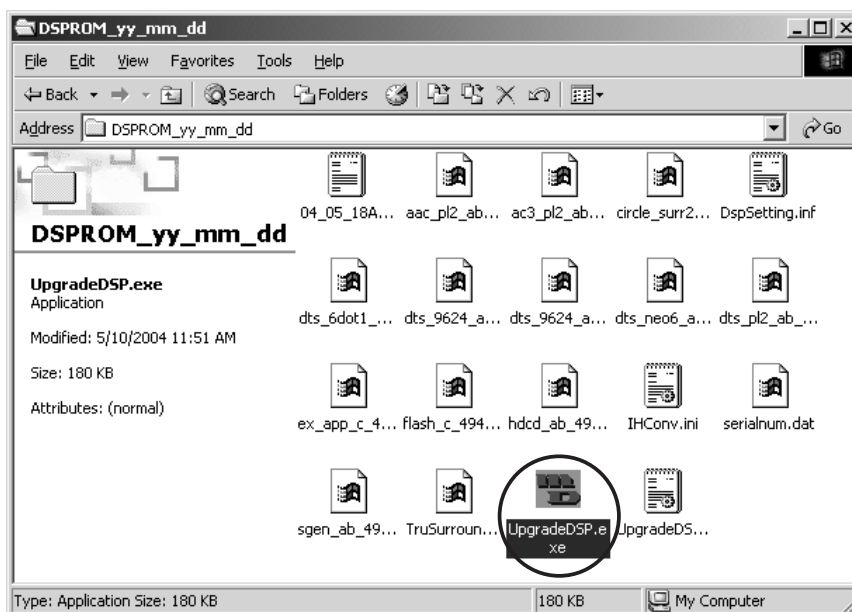 DSPROM_yy_mm_dd
File Edit View Favorites Tools Help
Back Search Folders
Address DSPROM_yy_mm_dd Go
DSPROM_yy_mm_dd
UpgradeDSP.exe
Application
Modified: 5/10/2004 11:51 AM
Size: 180 KB
Attributes: (normal)
04_05_18A... aac_pl2_ab... ac3_pl2_ab... circle_surr2... DspSetting.inf
dts_6dot1_... dts_9624_a... dts_9624_a... dts_neo6_a... dts_pl2_ab_...
ex_app_c_4... flash_c_494... hdcd_ab_49... IHConv.ini serialnum.dat
sgen_ab_49... TruSurroun... UpgradeDSP.e UpgradeDS...
xe
Type: Application Size: 180 KB 180 KB My Computer